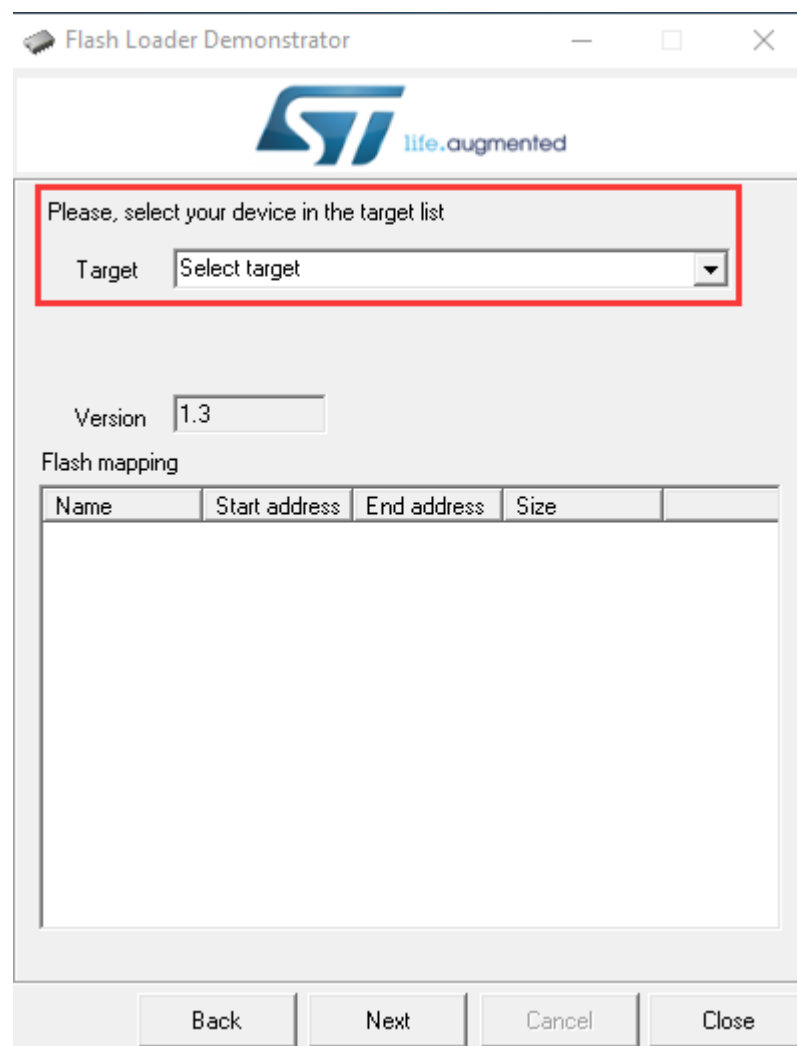 Flash Loader Demonstrator
ST life.augmented
Please, select your device in the target list
Target Select target
Version 1.3
Flash mapping
Name Start address End address Size
Back Next Cancel Close